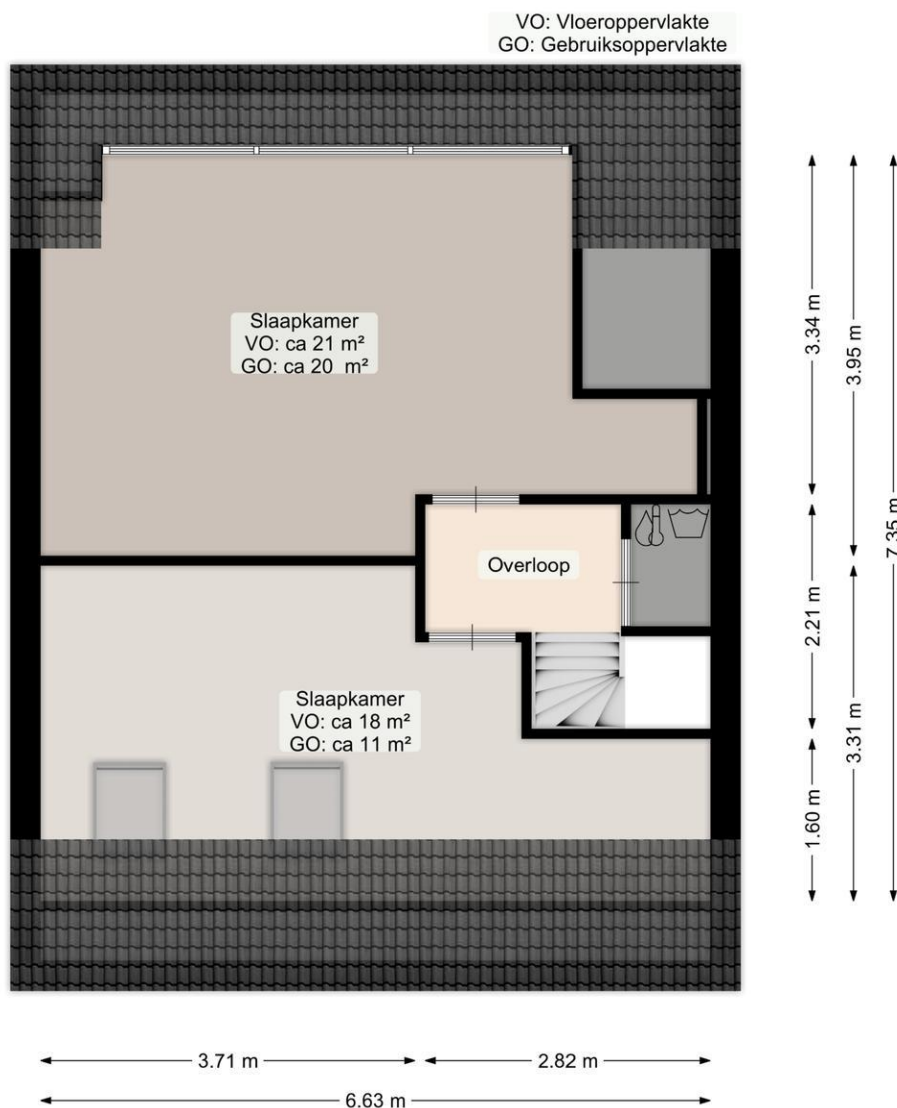 VO: Vloeroppervlakte
GO: Gebruiksoppervlakte
Slaapkamer
VO: ca 21 m²
GO: ca 20 m²
3.34 m
3.95 m
7.35 m
Overloop
2.21 m
Slaapkamer
VO: ca 18 m²
GO: ca 11 m²
3.31 m
1.60 m
3.71 m
2.82 m
6.63 m